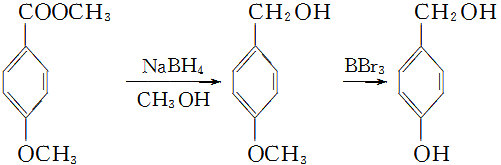 COOCH₃
OCH₃
NaBH₄
CH₃OH
CH₂OH
OCH₃
BBr₃
CH₂OH
OH